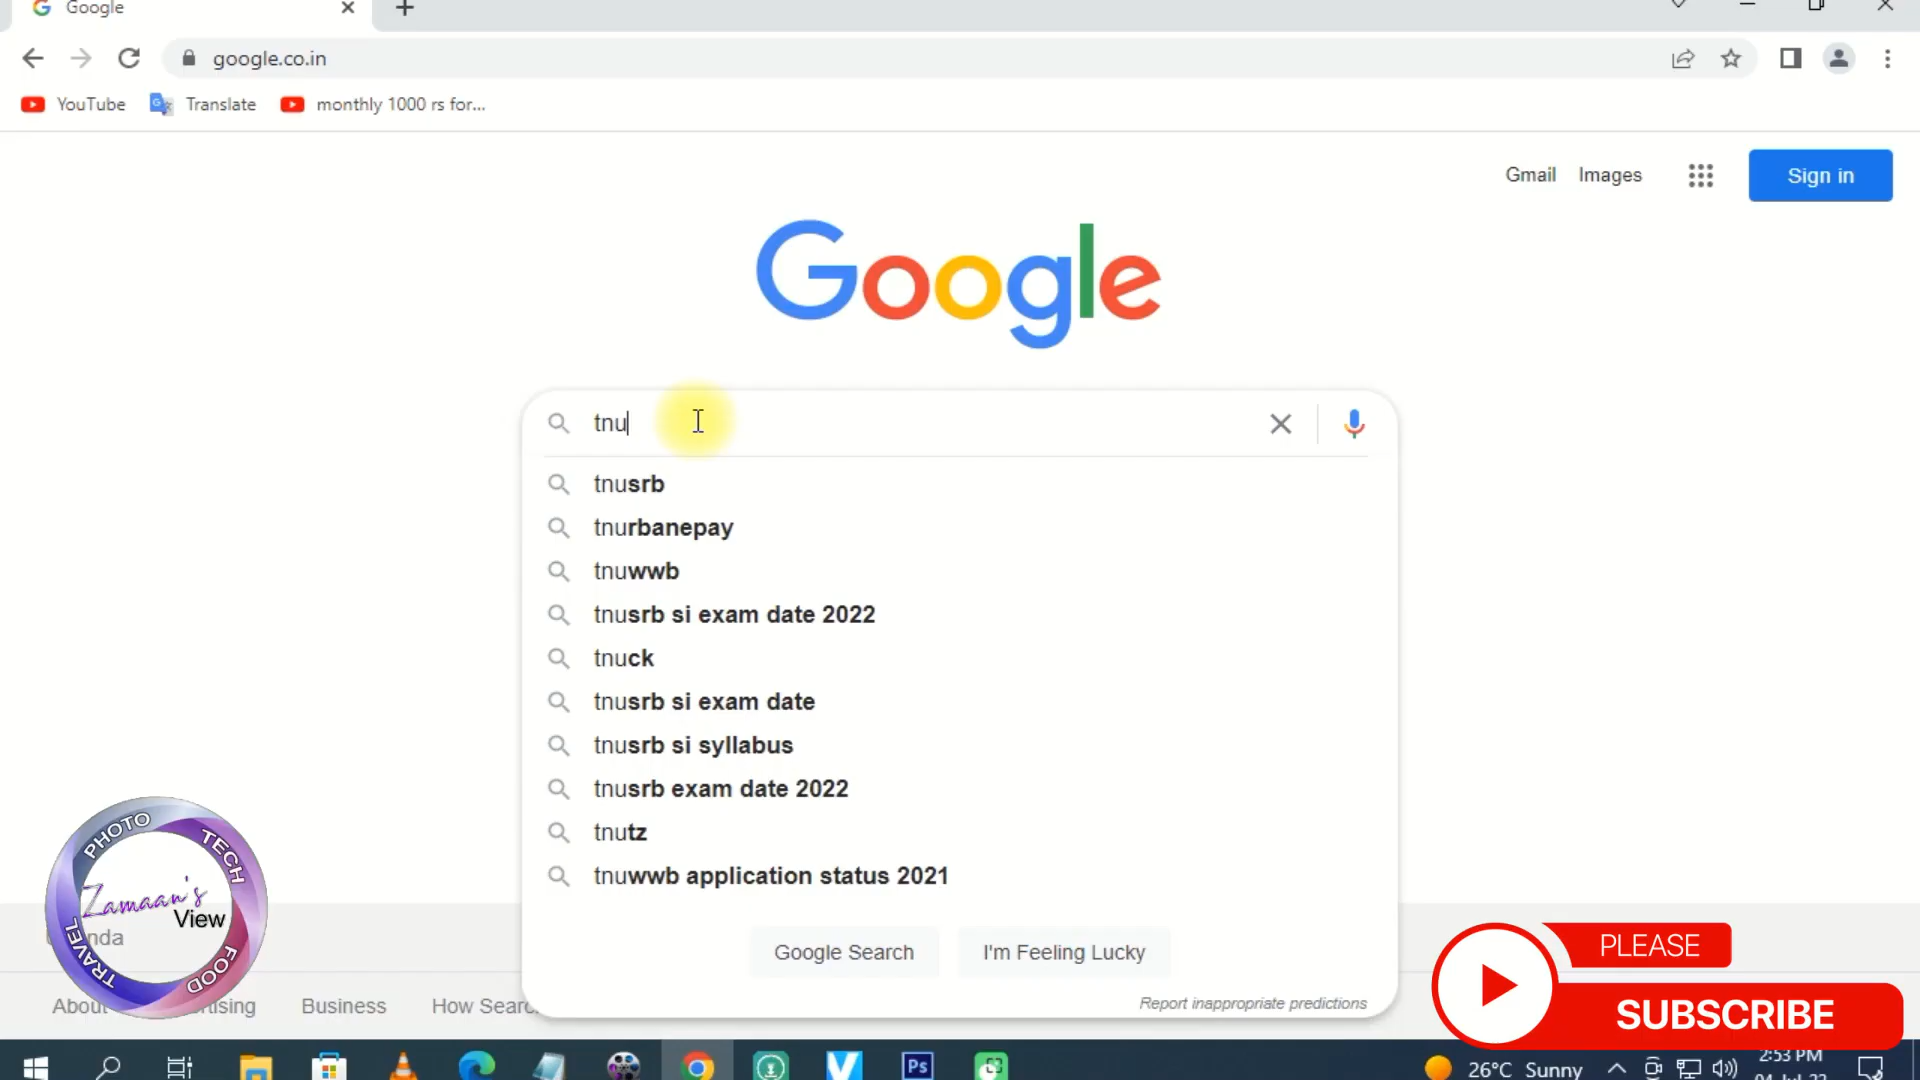 Google
google.co.in
YouTube
Translate
monthly 1000 rs for...
Gmail
Images
Sign in
Google
tnu
tnusrb
tnurbanepay
tnuwwb
tnusrb si exam date 2022
tnuck
tnusrb si exam date
tnusrb si syllabus
tnusrb exam date 2022
tnutz
tnuwwb application status 2021
Google Search
I'm Feeling Lucky
Report inappropriate predictions
PHOTO
TECH
Zamaan's
View
TRAVEL
FOOD
About
Business
How Searc
PLEASE
SUBSCRIBE
Ps
26°C Sunny
2:53 PM